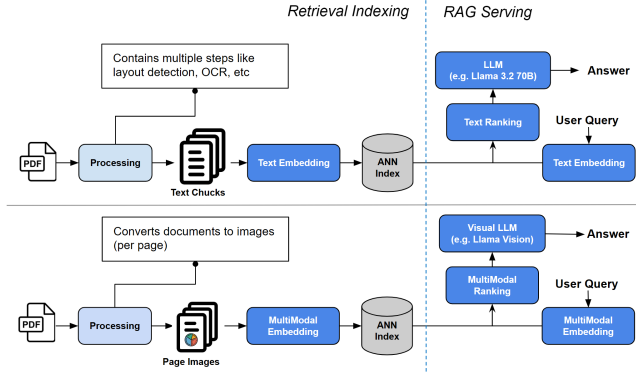 Retrieval Indexing
RAG Serving
Contains multiple steps like
layout detection, OCR, etc
LLM
(e.g. Llama 3.2 70B)
Answer
Text Ranking
User Query
PDF
Processing
Text Chucks
Text Embedding
ANN
Index
Text Embedding
Converts documents to images
(per page)
Visual LLM
(e.g. Llama Vision)
Answer
MultiModal
Ranking
User Query
PDF
Processing
Page Images
MultiModal
Embedding
ANN
Index
MultiModal
Embedding